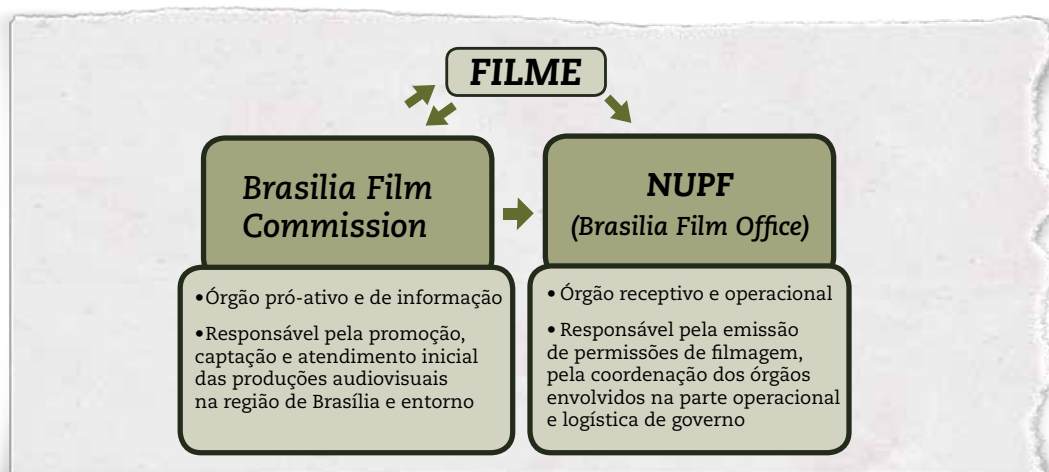 FILME
Brasilia Film
Commission
NUPF
(Brasilia Film Office)
•Órgão pró-ativo e de informação
•Responsável pela promoção,
captação e atendimento inicial
das produções audiovisuais
na região de Brasília e entorno
• Órgão receptivo e operacional
• Responsável pela emissão
de permissões de filmagem,
pela coordenação dos órgãos
envolvidos na parte operacional
e logística de governo